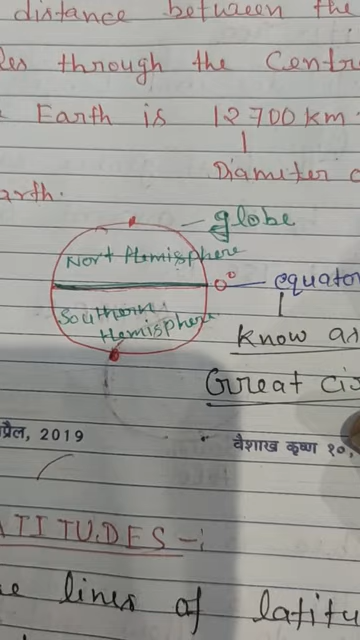 distance between the
through the Centre
Earth is 12700 km
Diameter
globe
Nort Hemisphere
0° equator
Southern
Hemisphere
know as
Great
2019
वैशाख कृष्ण १०,
ATITUDES -:
lines of latitu